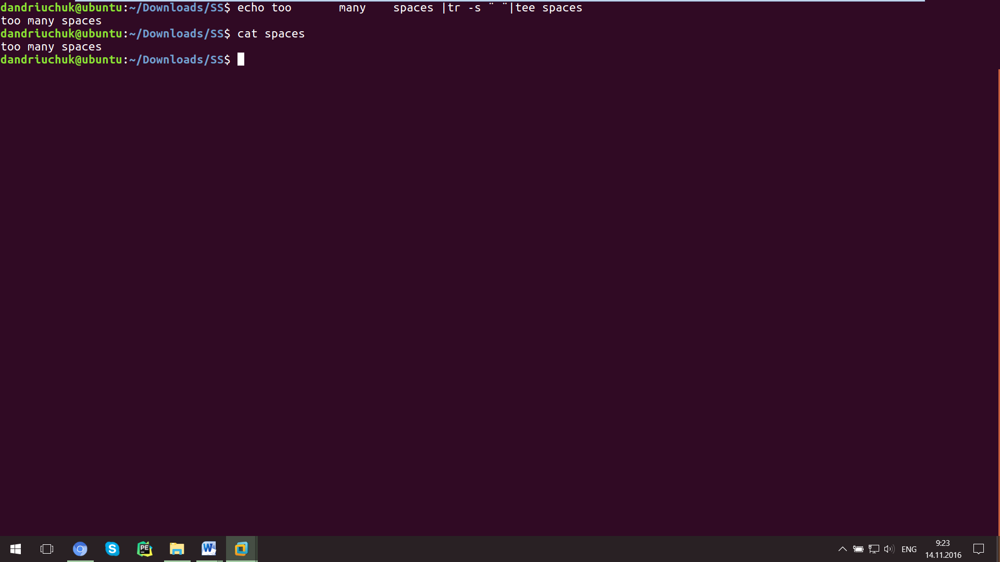 dandriuchuk@ubuntu:~/Downloads/SS$ echo too       many    spaces |tr -s ¨ ¨|tee spaces
too many spaces
dandriuchuk@ubuntu:~/Downloads/SS$ cat spaces
too many spaces
dandriuchuk@ubuntu:~/Downloads/SS$
S
PE
W
ENG
9:23
14.11.2016